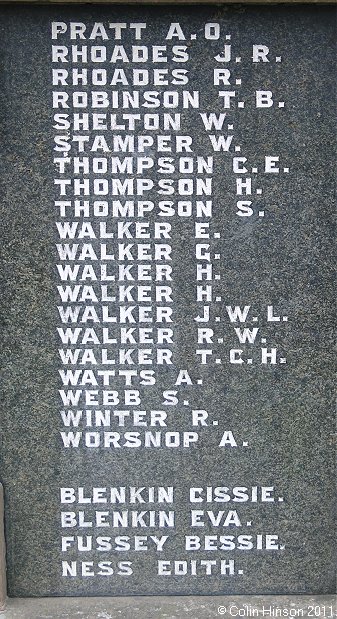 PRATT A.O.
RHOADES J.R.
RHOADES R.
ROBINSON T.B.
SHELTON W.
STAMPER W.
THOMPSON C.E.
THOMPSON H.
THOMPSON S.
WALKER E.
WALKER G.
WALKER H.
WALKER H.
WALKER J.W.L.
WALKER R.W.
WALKER T.C.H.
WATTS A.
WEBB S.
WINTER R.
WORSNOP A.
BLENKIN CISSIE.
BLENKIN EVA.
FUSSEY BESSIE.
NESS EDITH.
©Colin Hinson 2011